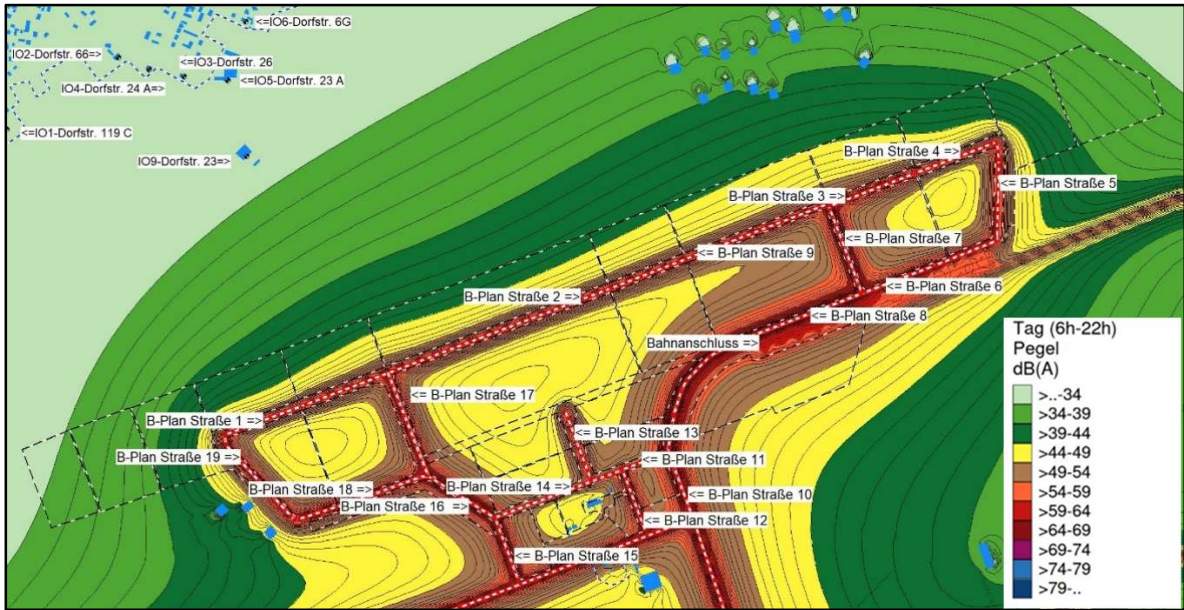 <=IO6-Dorfstr. 6G
IO2-Dorfstr. 66=>
<=IO3-Dorfstr. 26
IO4-Dorfstr. 24 A=>
<=IO5-Dorfstr. 23 A
<=IO1-Dorfstr. 119 C
IO9-Dorfstr. 23=>
B-Plan Straße 4 =>
<= B-Plan Straße 5
B-Plan Straße 3 =>
<= B-Plan Straße 7
<= B-Plan Straße 9
<= B-Plan Straße 6
B-Plan Straße 2 =>
<= B-Plan Straße 8
Bahnanschluss =>
<= B-Plan Straße 17
B-Plan Straße 1 =>
<= B-Plan Straße 13
B-Plan Straße 19 =>
<= B-Plan Straße 11
B-Plan Straße 18 =>
B-Plan Straße 14 =>
<= B-Plan Straße 10
B-Plan Straße 16 =>
<= B-Plan Straße 12
<= B-Plan Straße 15
Tag (6h-22h)
Pegel
dB(A)
>..-34
>34-39
>39-44
>44-49
>49-54
>54-59
>59-64
>64-69
>69-74
>74-79
>79-..